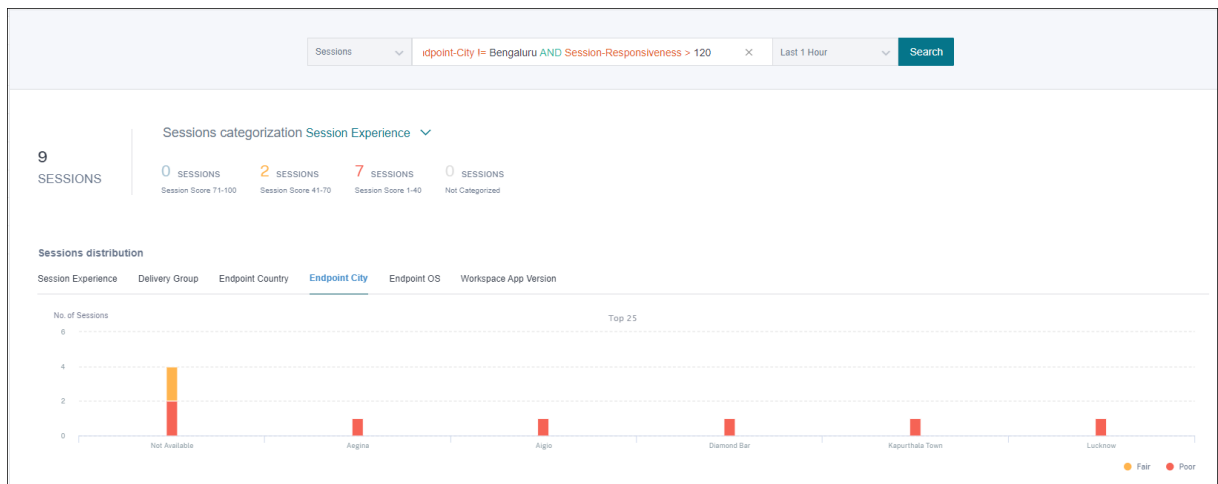 Sessions dpoint-City != Bengaluru AND Session-Responsiveness > 120 × Last 1 Hour Search
Sessions categorization Session Experience
9
SESSIONS
0 SESSIONS 2 SESSIONS 7 SESSIONS 0 SESSIONS
Session Score 71-100 Session Score 41-70 Session Score 1-40 Not Categorized
Sessions distribution
Session Experience Delivery Group Endpoint Country Endpoint City Endpoint OS Workspace App Version
No. of Sessions
Top 25
6
4
2
0
Not Available Aegina Aigio Diamond Bar Kapurthala Town Lucknow
Fair Poor